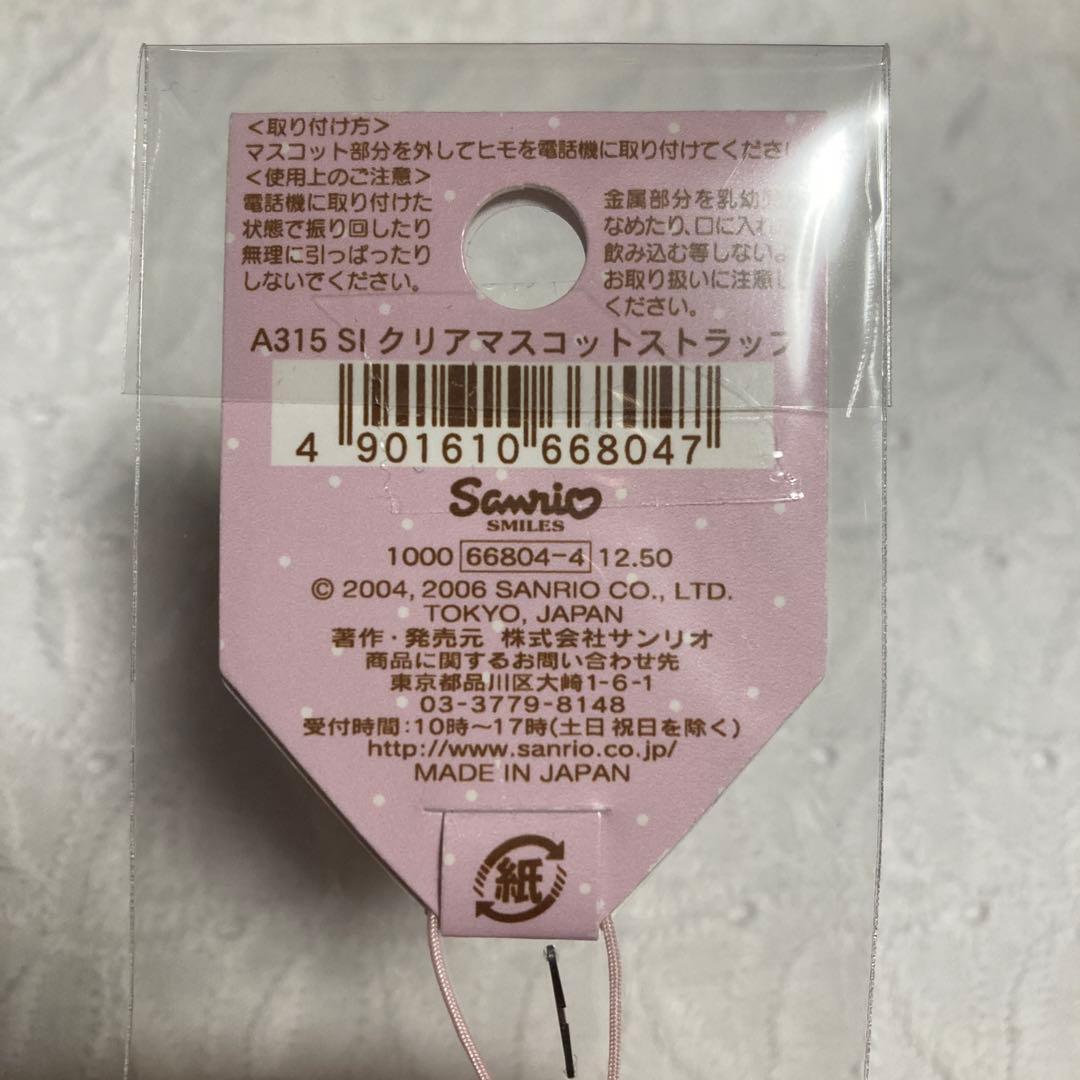 <取り付け方>
マスコット部分を外してヒモを電話機に取り付けてくださ
<使用上のご注意>
電話機に取り付けた
状態で振り回したり
無理に引っぱったり
しないでください。
金属部分を乳幼
なめたり、口に入れ
飲み込む等しないよ
お取り扱いに注意し
ください。
A315 SI クリアマスコットストラップ
4 901610 668047
Sanrio
SMILES
1000 66804-4 12.50
© 2004, 2006 SANRIO CO., LTD.
TOKYO, JAPAN
著作・発売元 株式会社サンリオ
商品に関するお問い合わせ先
東京都品川区大崎1-6-1
03-3779-8148
受付時間:10時～17時(土日 祝日を除く)
http://www.sanrio.co.jp/
MADE IN JAPAN
紙